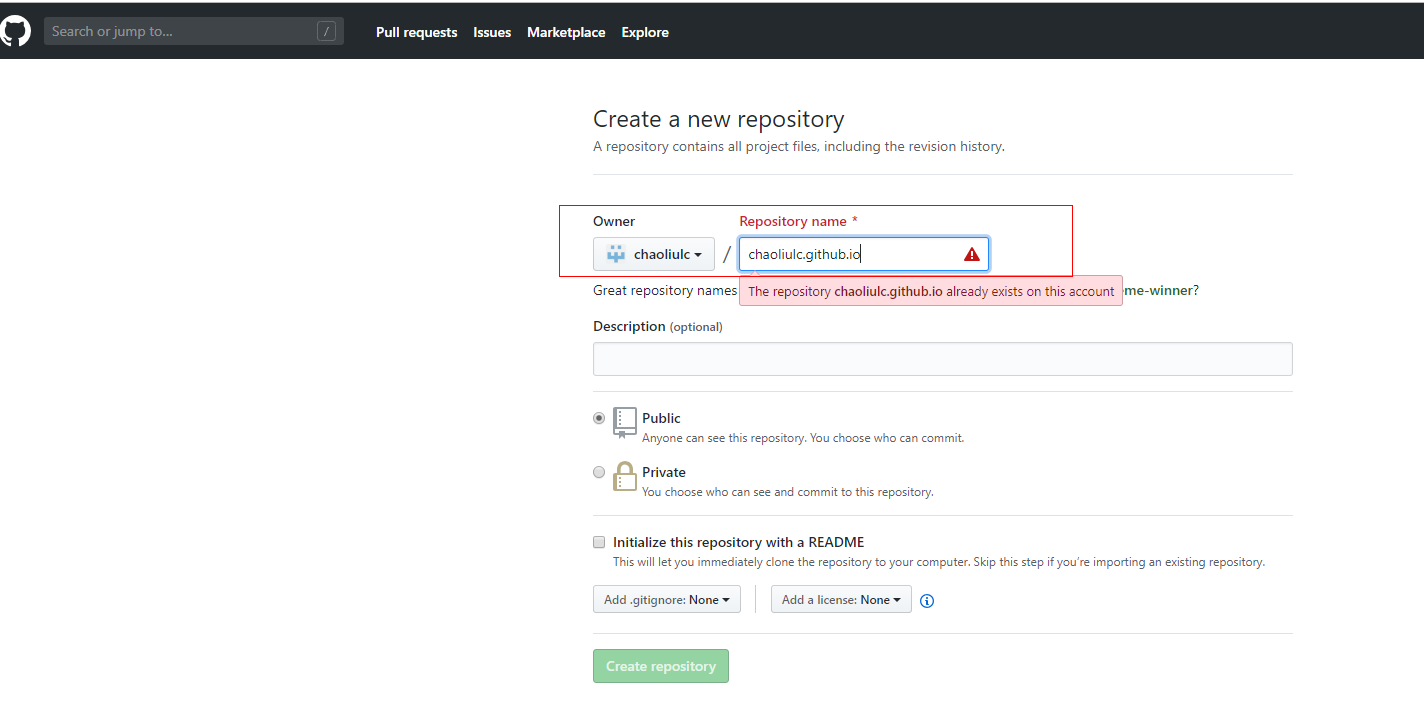 Search or jump to... / Pull requests Issues Marketplace Explore
Create a new repository
A repository contains all project files, including the revision history.
Owner Repository name *
chaoliulc / chaoliulc.github.io
Great repository names The repository chaoliulc.github.io already exists on this account me-winner?
Description (optional)
Public
Anyone can see this repository. You choose who can commit.
Private
You choose who can see and commit to this repository.
Initialize this repository with a README
This will let you immediately clone the repository to your computer. Skip this step if you're importing an existing repository.
Add .gitignore: None Add a license: None
Create repository